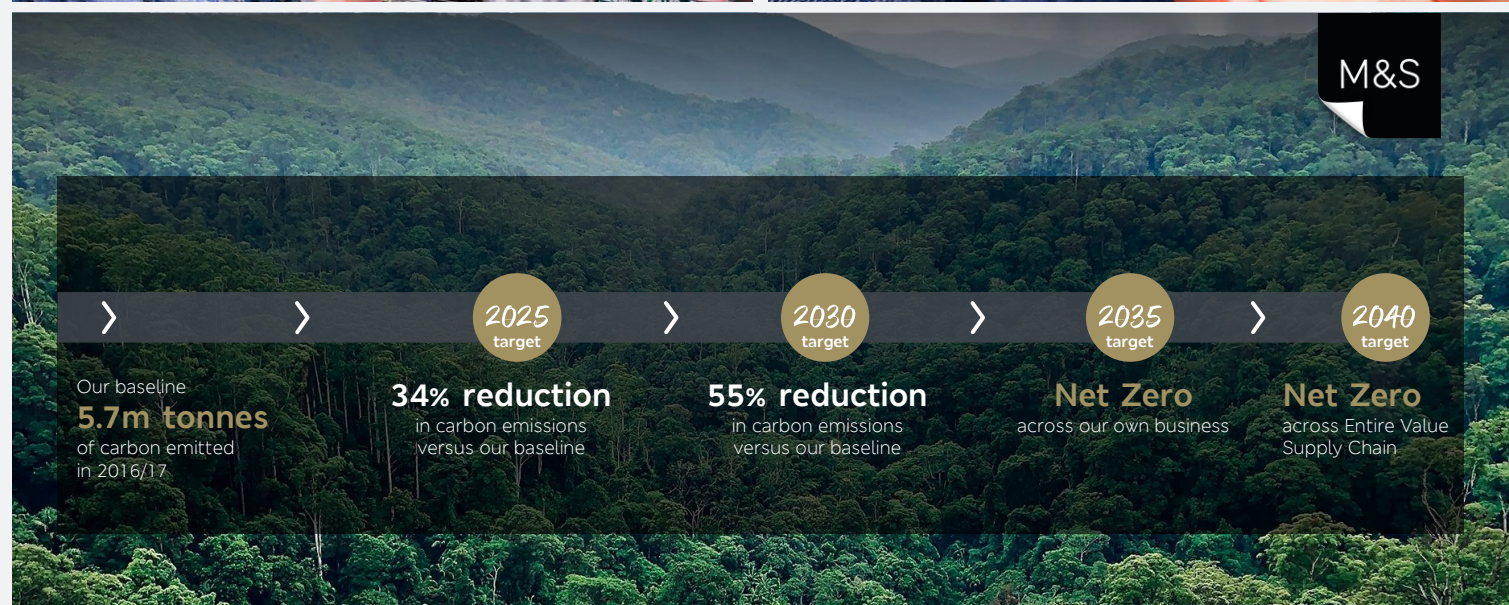 M&S
2025
target
2030
target
2035
target
2040
target
Our baseline
5.7m tonnes
of carbon emitted
in 2016/17
34% reduction
in carbon emissions
versus our baseline
55% reduction
in carbon emissions
versus our baseline
Net Zero
across our own business
Net Zero
across Entire Value
Supply Chain